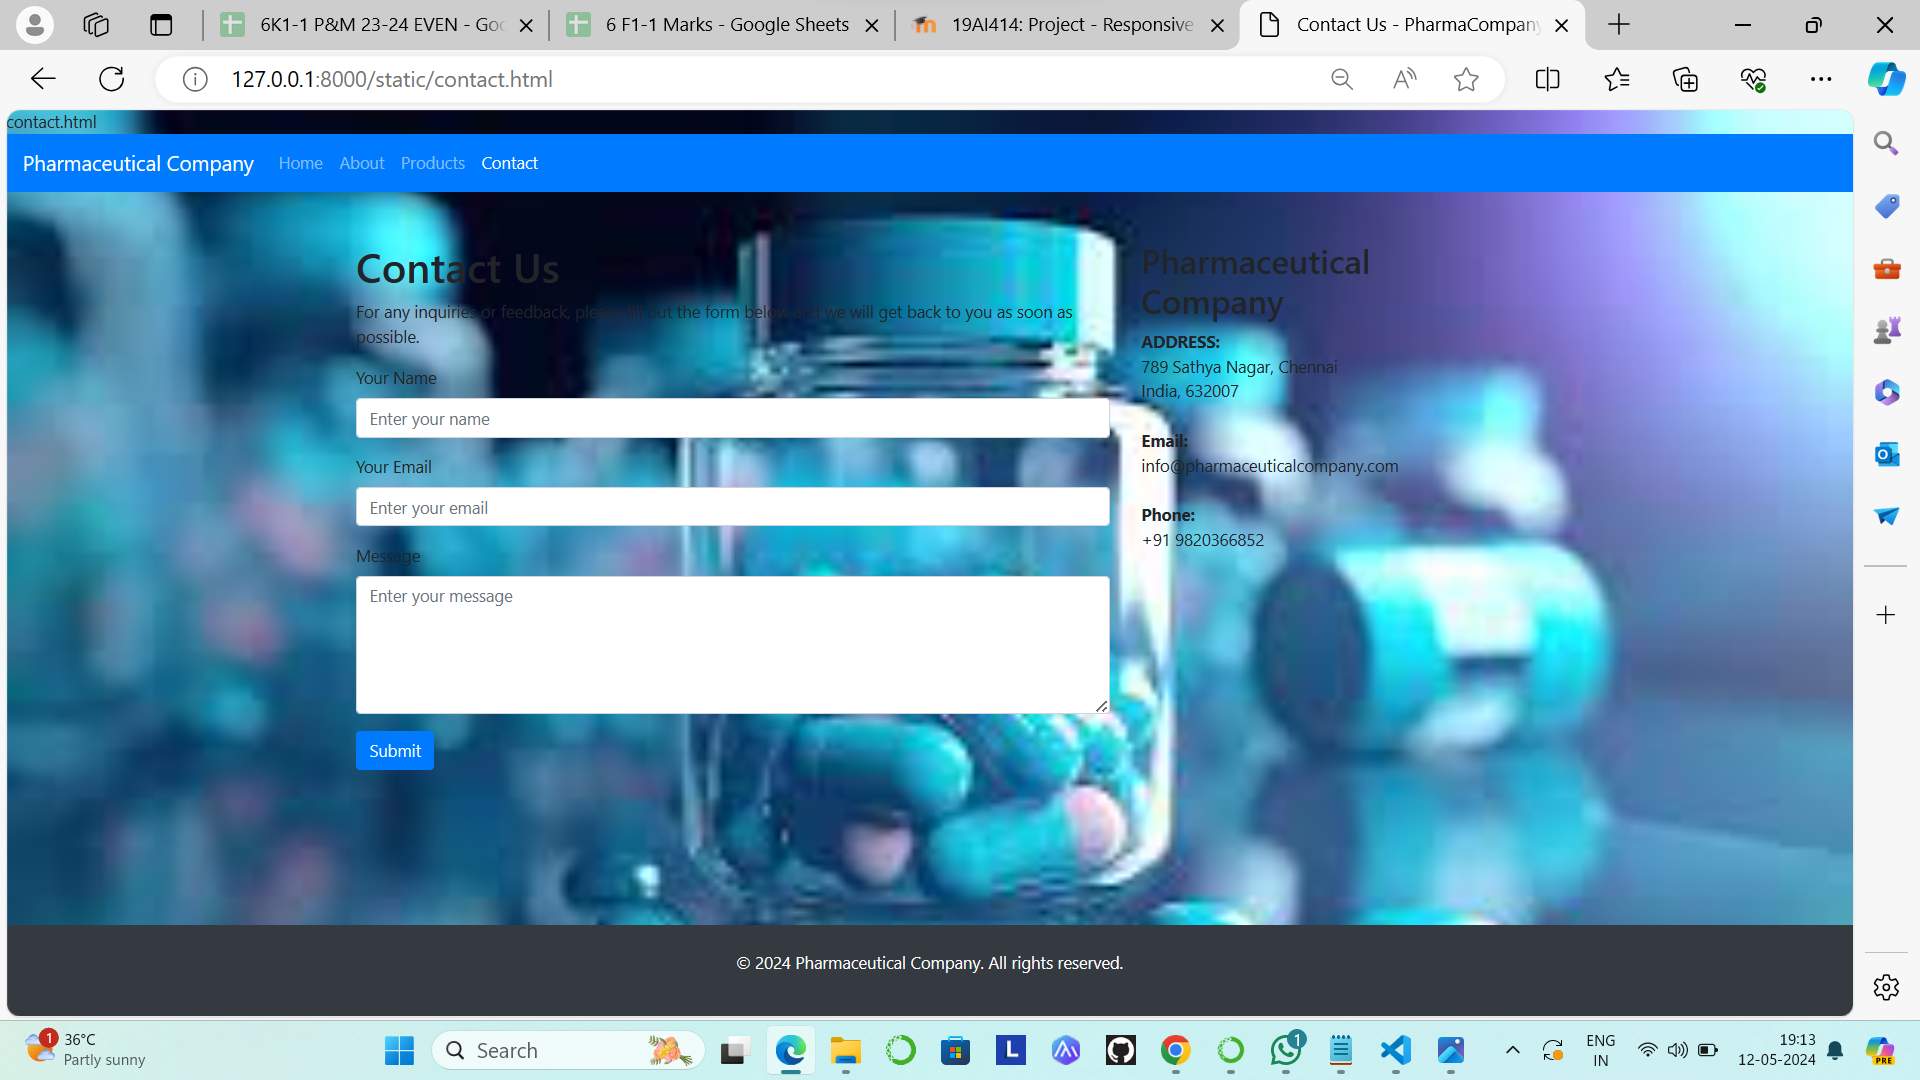 6K1-1 P&M 23-24 EVEN - Goo
6 F1-1 Marks - Google Sheets
19AI414: Project - Responsive
Contact Us - PharmaCompany
127.0.0.1:8000/static/contact.html
contact.html
Pharmaceutical Company
Home
About
Products
Contact
Contact Us
For any inquiries or feedback, please fill out the form below and we will get back to you as soon as
possible.
Your Name
Enter your name
Your Email
Enter your email
Message
Enter your message
Submit
Pharmaceutical
Company
ADDRESS:
789 Sathya Nagar, Chennai
India, 632007
Email:
info@pharmaceuticalcompany.com
Phone:
+91 9820366852
© 2024 Pharmaceutical Company. All rights reserved.
1
36°C
Partly sunny
Search
L
1
ENG
IN
19:13
12-05-2024
PRE